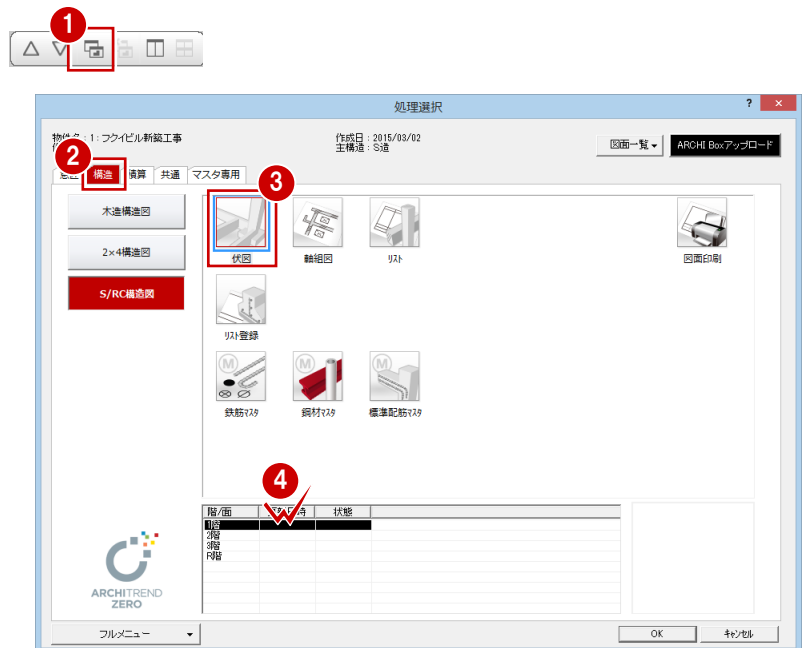 1
処理選択
? ×
物件名:1:フクイビル新築工事
作成日:2015/03/02
主構造:S造
図面一覧
ARCHI Boxアップロード
2
構造 積算 共通 マスタ専用
3
木造構造図
2×4構造図
S/RC構造図
伏図
軸組図
リスト
図面印刷
リスト登録
M
M
M
鉄筋マスタ
鋼材マスタ
標準配筋マスタ
4
階/面 状態
1階
2階
3階
R階
ARCHITREND
ZERO
フルメニュー
OK
キャンセル